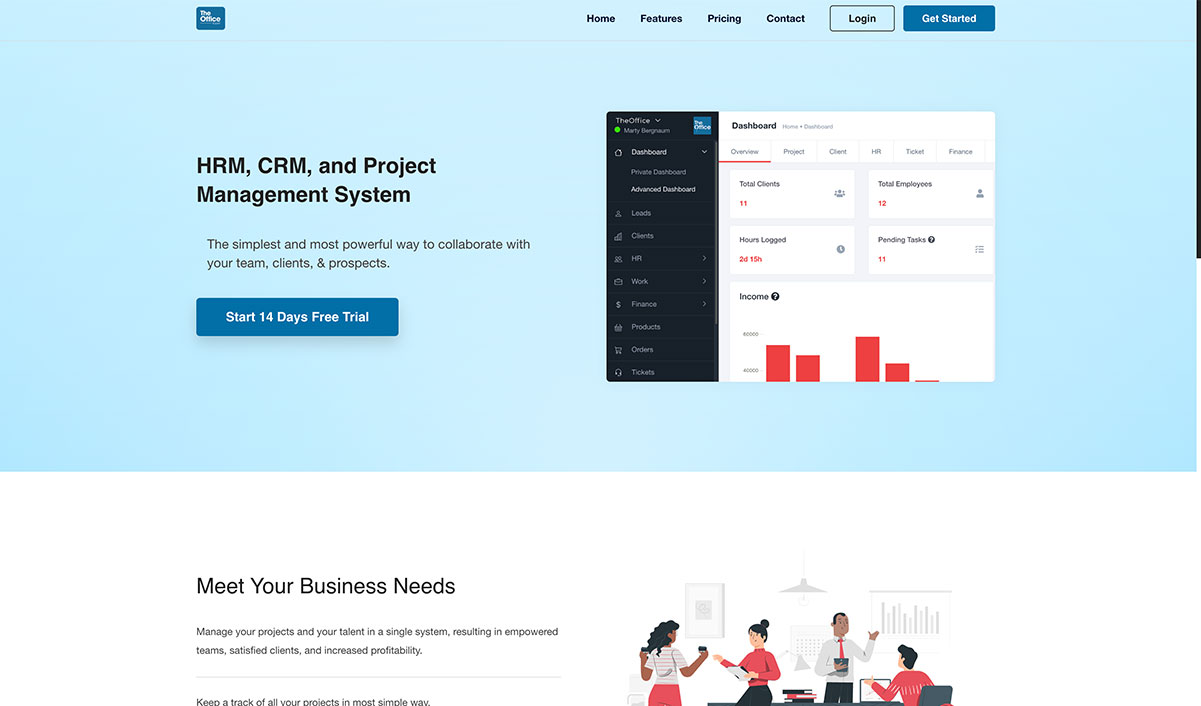 The
Office
Home
Features
Pricing
Contact
Login
Get Started
HRM, CRM, and Project
Management System
The simplest and most powerful way to collaborate with
your team, clients, & prospects.
Start 14 Days Free Trial
TheOffice
Marty Bergnaum
The
Office
Dashboard
Private Dashboard
Advanced Dashboard
Leads
Clients
HR
Work
Finance
Products
Orders
Tickets
Dashboard
Home • Dashboard
Overview
Project
Client
HR
Ticket
Finance
Total Clients
11
Total Employees
12
Hours Logged
2d 15h
Pending Tasks
11
Income
60000
40000
Meet Your Business Needs
Manage your projects and your talent in a single system, resulting in empowered
teams, satisfied clients, and increased profitability.
Keep a track of all your projects in most simple way.